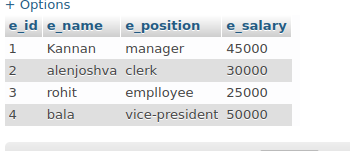 + Options
e_id e_name e_position e_salary
1 Kannan manager 45000
2 alenjoshva clerk 30000
3 rohit emplloyee 25000
4 bala vice-president 50000